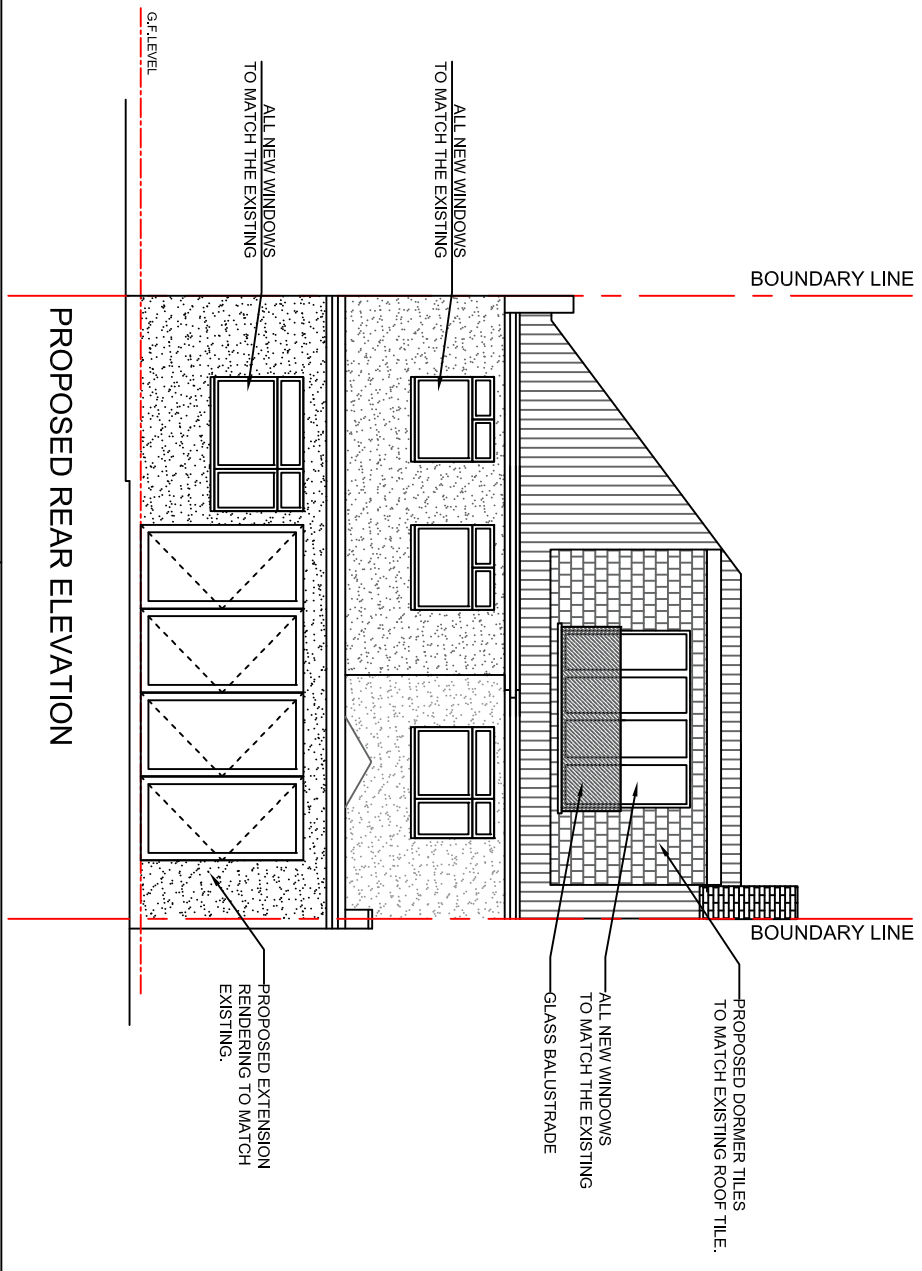 BOUNDARY LINE
BOUNDARY LINE
PROPOSED DORMER TILES
TO MATCH EXISTING ROOF TILE.
ALL NEW WINDOWS
TO MATCH THE EXISTING
GLASS BALUSTRADE
ALL NEW WINDOWS
TO MATCH THE EXISTING
ALL NEW WINDOWS
TO MATCH THE EXISTING
PROPOSED EXTENSION
RENDERING TO MATCH
EXISTING.
G.F.LEVEL
PROPOSED REAR ELEVATION